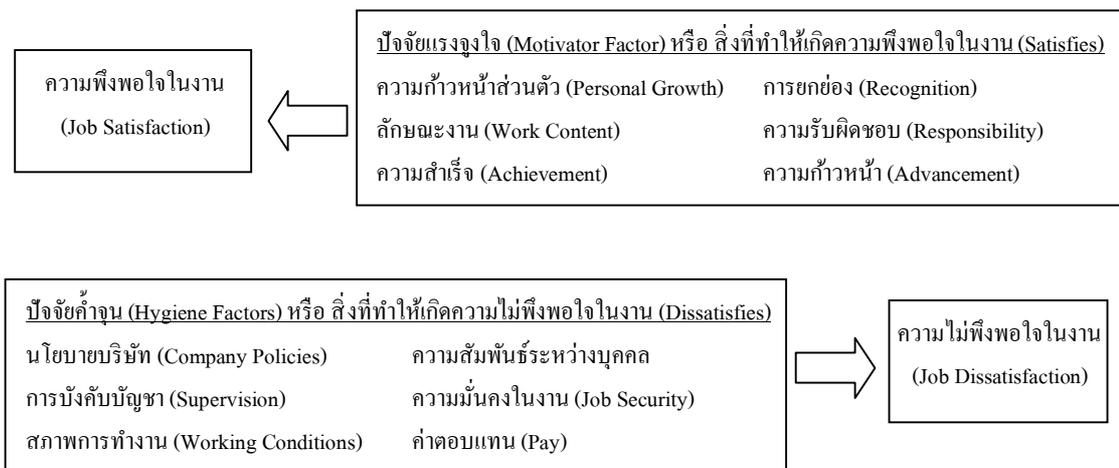 ปัจจัยแรงจูงใจ (Motivator Factor) หรือ สิ่งที่ทำให้เกิดความพึงพอใจในงาน (Satisfies)
ความพึงพอใจในงาน
(Job Satisfaction)
ความก้าวหน้าส่วนตัว (Personal Growth) การยกย่อง (Recognition)
ลักษณะงาน (Work Content) ความรับผิดชอบ (Responsibility)
ความสำเร็จ (Achievement) ความก้าวหน้า (Advancement)
ปัจจัยค้ำจุน (Hygiene Factors) หรือ สิ่งที่ทำให้เกิดความไม่พึงพอใจในงาน (Dissatisfies)
นโยบายบริษัท (Company Policies) ความสัมพันธ์ระหว่างบุคคล
การบังคับบัญชา (Supervision) ความมั่นคงในงาน (Job Security)
สภาพการทำงาน (Working Conditions) ค่าตอบแทน (Pay)
ความไม่พึงพอใจในงาน
(Job Dissatisfaction)